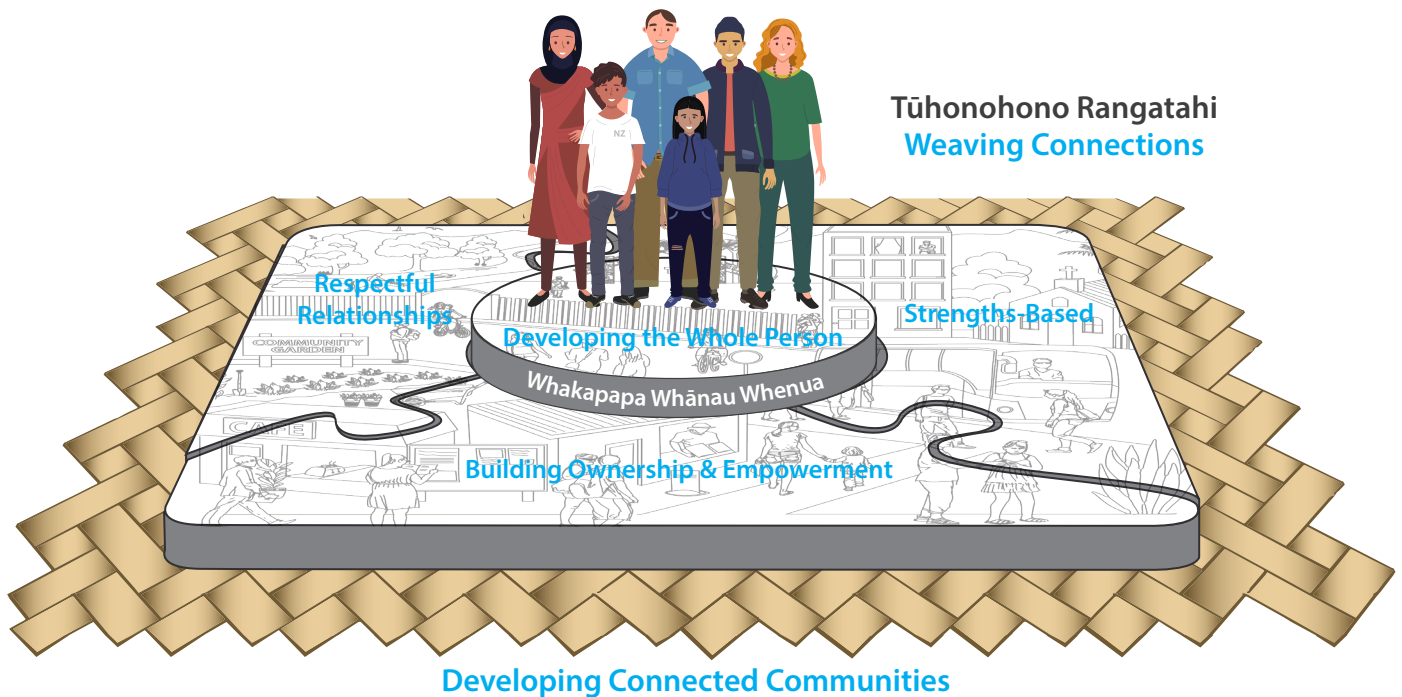 Tūhonohono Rangatahi
Weaving Connections
NZ
Respectful
Relationships
Strengths-Based
Developing the Whole Person
COMMUNITY
GARDEN
Whakapapa Whānau Whenua
CAFE
Building Ownership & Empowerment
Developing Connected Communities